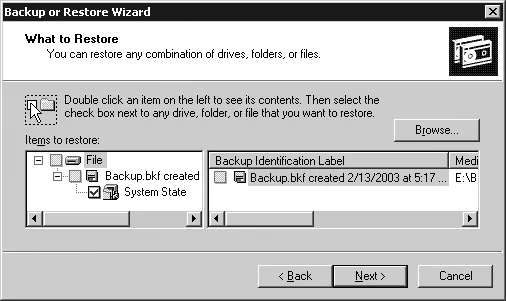 Backup or Restore Wizard
What to Restore
You can restore any combination of drives, folders, or files.
Double click an item on the left to see its contents. Then select the
check box next to any drive, folder, or file that you want to restore.
Browse...
Items to restore:
File
Backup.bkf created
System State
Backup Identification Label
Medi
Backup.bkf created 2/13/2003 at 5:17 ...
E:\B
< Back
Next >
Cancel